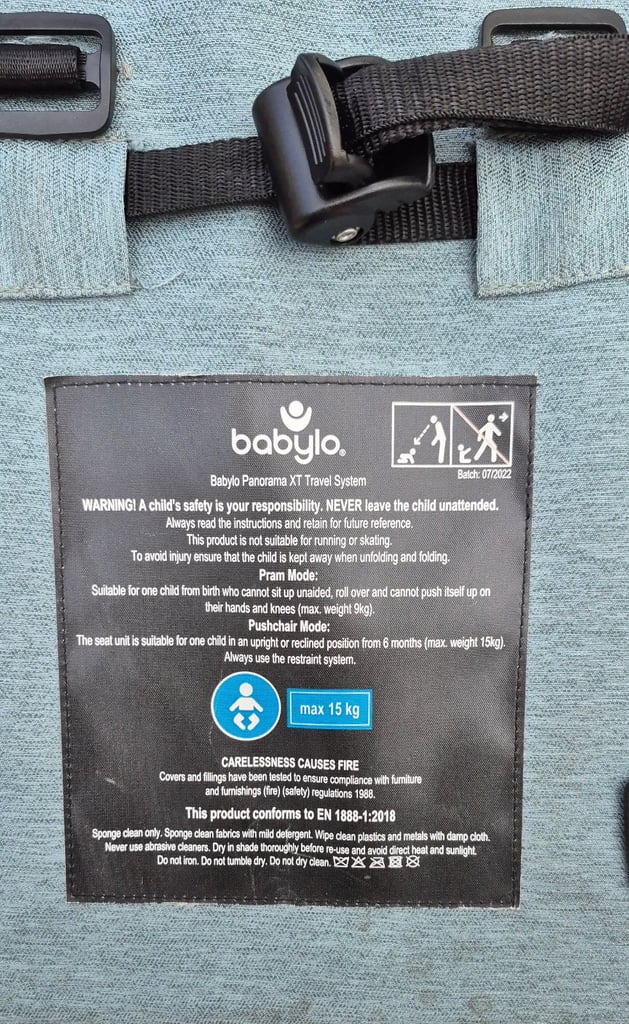 babylo®
Batch: 07/2022
Babylo Panorama XT Travel System
WARNING! A child's safety is your responsibility. NEVER leave the child unattended.
Always read the instructions and retain for future reference.
This product is not suitable for running or skating.
To avoid injury ensure that the child is kept away when unfolding and folding.
Pram Mode:
Suitable for one child from birth who cannot sit up unaided, roll over and cannot push itself up on
their hands and knees (max. weight 9kg).
Pushchair Mode:
The seat unit is suitable for one child in an upright or reclined position from 6 months (max. weight 15kg).
Always use the restraint system.
max 15 kg
CARELESSNESS CAUSES FIRE
Covers and fillings have been tested to ensure compliance with furniture
and furnishings (fire) (safety) regulations 1988.
This product conforms to EN 1888-1:2018
Sponge clean only. Sponge clean fabrics with mild detergent. Wipe clean plastics and metals with damp cloth.
Never use abrasive cleaners. Dry in shade thoroughly before re-use and avoid direct heat and sunlight.
Do not iron. Do not tumble dry. Do not dry clean.